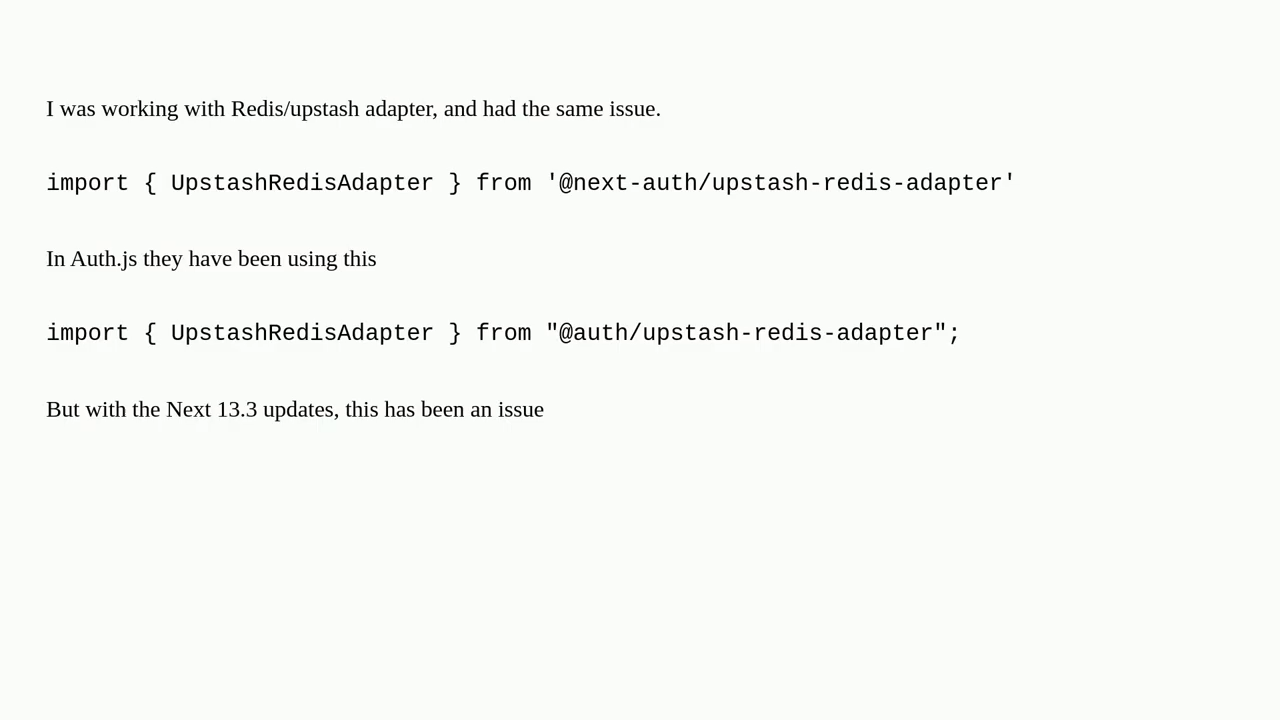 I was working with Redis/upstash adapter, and had the same issue.
import { UpstashRedisAdapter } from '@next-auth/upstash-redis-adapter'
In Auth.js they have been using this
import { UpstashRedisAdapter } from "@auth/upstash-redis-adapter";
But with the Next 13.3 updates, this has been an issue